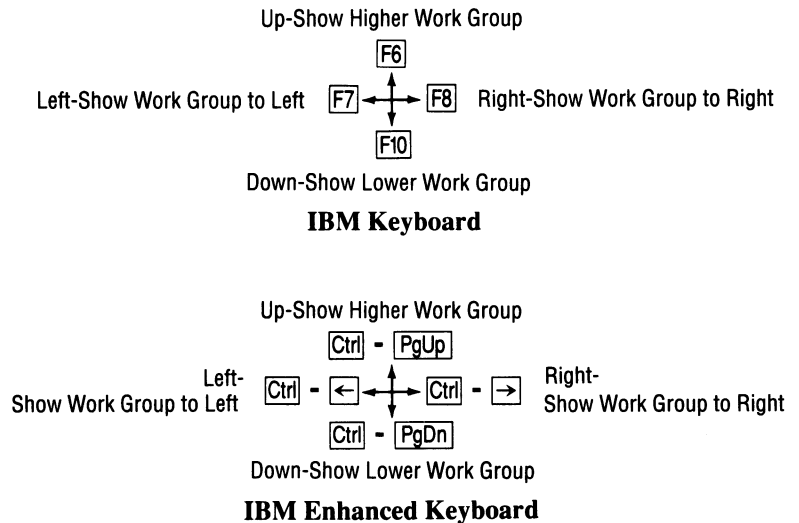 Up-Show Higher Work Group
F6
Left-Show Work Group to Left F7 F8 Right-Show Work Group to Right
F10
Down-Show Lower Work Group
IBM Keyboard
Up-Show Higher Work Group
Ctrl - PgUp
Left-
Show Work Group to Left
Ctrl - ← Ctrl - →
Right-
Show Work Group to Right
Ctrl - PgDn
Down-Show Lower Work Group
IBM Enhanced Keyboard